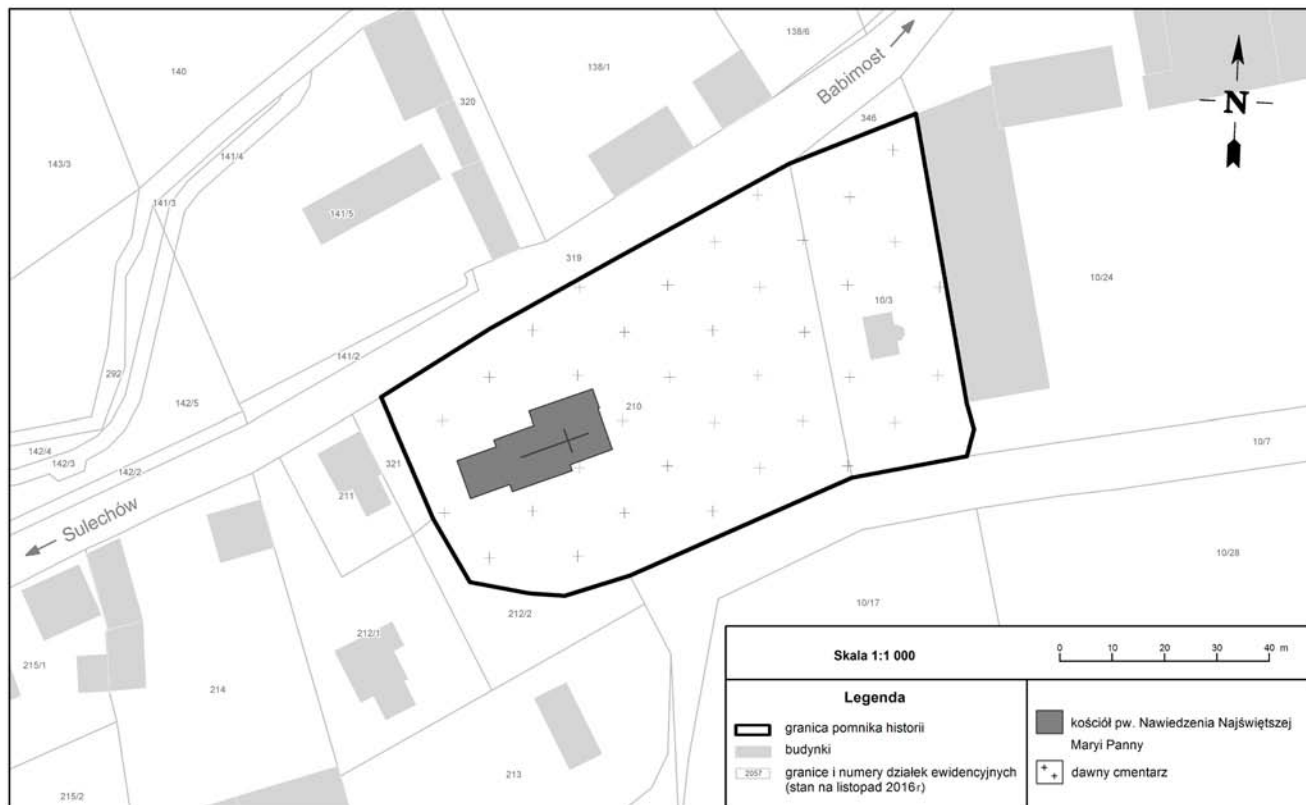 138/6
140
138/1
Babimost
320
N
346
143/3
141/4
141/3
141/5
319
10/24
10/3
292
141/2
142/5
210
142/4
142/3
142/2
321
10/7
211
Sulechów
10/28
10/17
212/2
212/1
215/1
214
213
215/2
Skala 1:1 000
0 10 20 30 40 m
Legenda
granica pomnika historii
budynki
2057 granice i numery działek ewidencyjnych
(stan na listopad 2016r.)
kościół pw. Nawiedzenia Najświętszej
Maryi Panny
dawny cmentarz